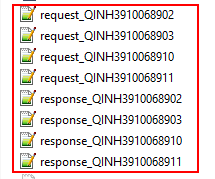 request_QINH3910068902
request_QINH3910068903
request_QINH3910068910
request_QINH3910068911
response_QINH3910068902
response_QINH3910068903
response_QINH3910068910
response_QINH3910068911